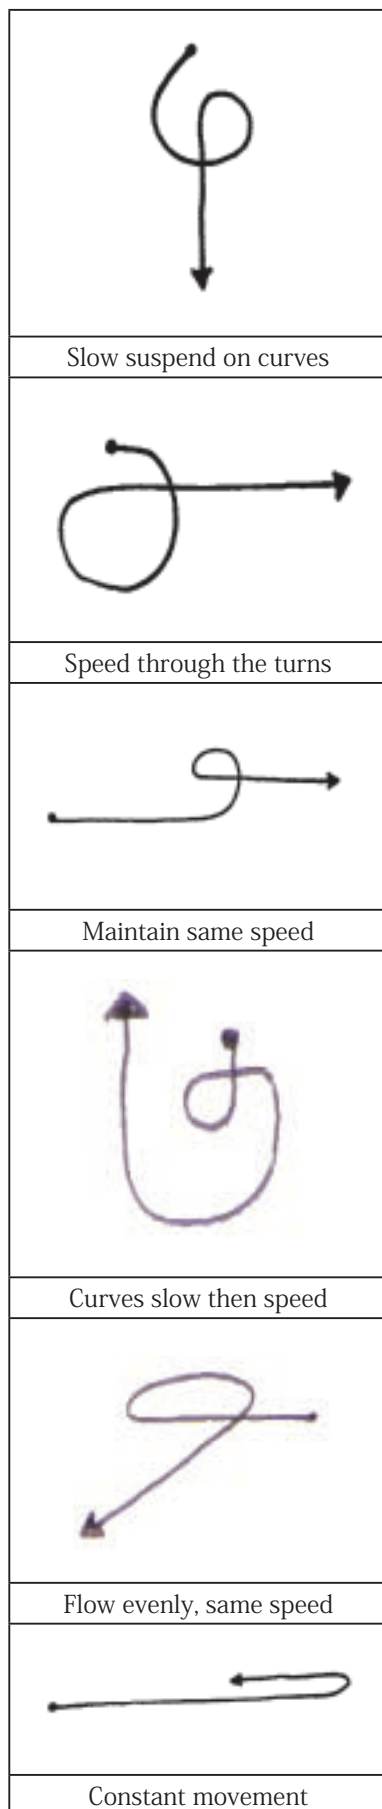 Slow suspend on curves
Speed through the turns
Maintain same speed
Curves slow then speed
Flow evenly, same speed
Constant movement